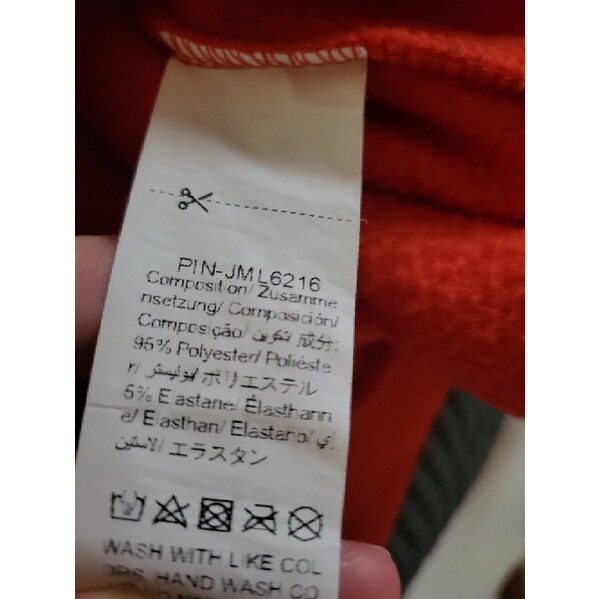 PIN-JML6216
Composition/ Zusamme
nsetzung/ Composición/
Composição/ تكوين/ 成分:
95% Polyester/ Poliéste
r/ بوليستر/ ポリエステル
5% Elastane/ Élasthann
e/ Elasthan/ Elastano/ ي
لاستين/ エラスタン
WASH WITH LIKE COL
ORS, HAND WASH CO